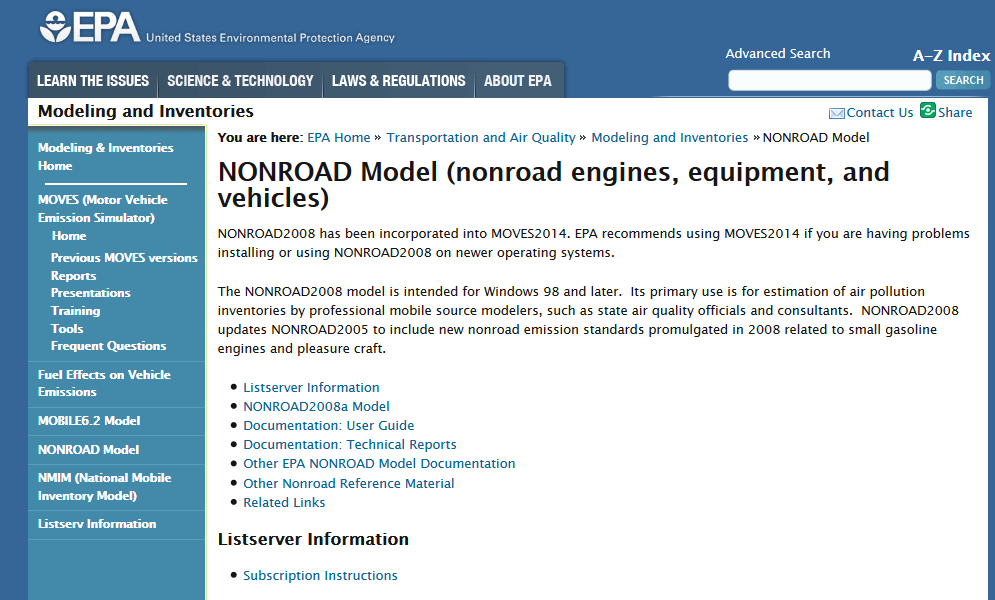 EPA United States Environmental Protection Agency
Advanced Search
A-Z Index
LEARN THE ISSUES
SCIENCE & TECHNOLOGY
LAWS & REGULATIONS
ABOUT EPA
SEARCH
Modeling and Inventories
Contact Us
Share
Modeling & Inventories
Home
MOVES (Motor Vehicle
Emission Simulator)
Home
Previous MOVES versions
Reports
Presentations
Training
Tools
Frequent Questions
Fuel Effects on Vehicle
Emissions
MOBILE6.2 Model
NONROAD Model
NMIM (National Mobile
Inventory Model)
Listserv Information
You are here: EPA Home » Transportation and Air Quality » Modeling and Inventories » NONROAD Model
NONROAD Model (nonroad engines, equipment, and
vehicles)
NONROAD2008 has been incorporated into MOVES2014. EPA recommends using MOVES2014 if you are having problems
installing or using NONROAD2008 on newer operating systems.
The NONROAD2008 model is intended for Windows 98 and later. Its primary use is for estimation of air pollution
inventories by professional mobile source modelers, such as state air quality officials and consultants. NONROAD2008
updates NONROAD2005 to include new nonroad emission standards promulgated in 2008 related to small gasoline
engines and pleasure craft.
• Listserver Information
• NONROAD2008a Model
• Documentation: User Guide
• Documentation: Technical Reports
• Other EPA NONROAD Model Documentation
• Other Nonroad Reference Material
• Related Links
Listserver Information
• Subscription Instructions